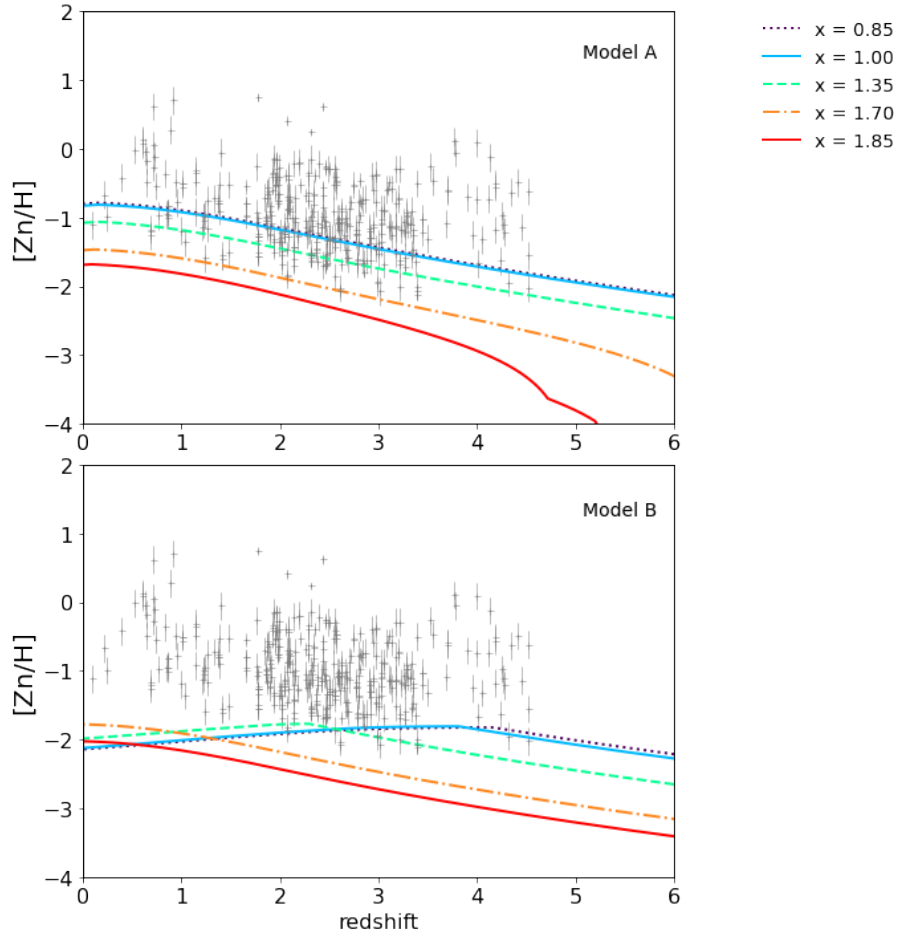 2
1
0
−1
−2
−3
−4
[Zn/H]
Model A
0 1 2 3 4 5 6
x = 0.85
x = 1.00
x = 1.35
x = 1.70
x = 1.85
2
1
0
−1
−2
−3
−4
[Zn/H]
Model B
0 1 2 3 4 5 6
redshift